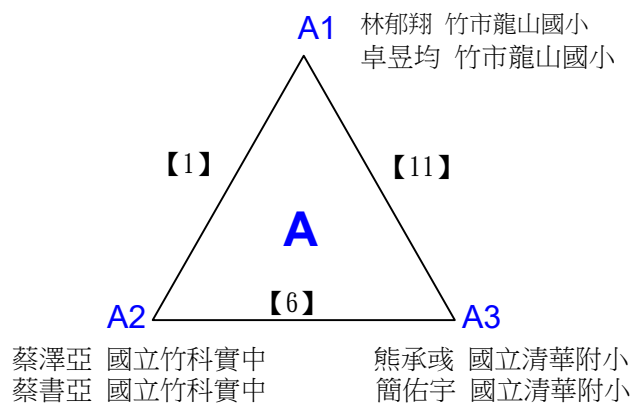 A1 林郁翔 竹市龍山國小
卓昱均 竹市龍山國小
【1】 【11】
A
【6】
A2 A3
蔡澤亞 國立竹科實中 熊承彧 國立清華附小
蔡書亞 國立竹科實中 簡佑宇 國立清華附小